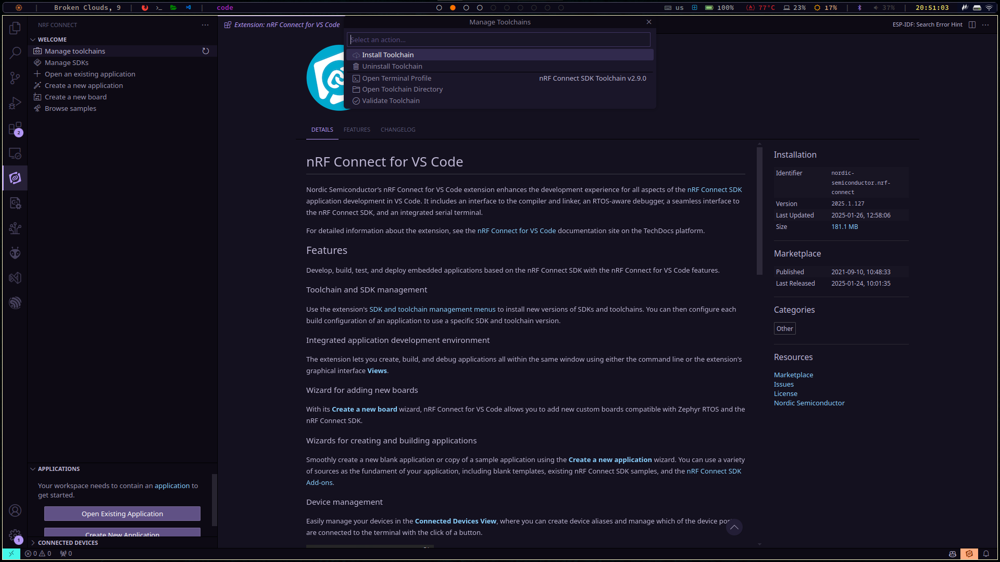 Broken Clouds, 9
code
us
100%
77°C
23%
17%
37%
20:51:03
NRF CONNECT
Extension: nRF Connect for VS Code
Manage Toolchains
ESP-IDF: Search Error Hint
WELCOME
Manage toolchains
Manage SDKs
Open an existing application
Create a new application
Create a new board
Browse samples
Select an action...
Install Toolchain
Uninstall Toolchain
Open Terminal Profile
nRF Connect SDK Toolchain v2.9.0
Open Toolchain Directory
Validate Toolchain
2
DETAILS
FEATURES
CHANGELOG
nRF Connect for VS Code
Nordic Semiconductor’s nRF Connect for VS Code extension enhances the development experience for all aspects of the nRF Connect SDK
application development in VS Code. It includes an interface to the compiler and linker, an RTOS-aware debugger, a seamless interface to
the nRF Connect SDK, and an integrated serial terminal.
For detailed information about the extension, see the nRF Connect for VS Code documentation site on the TechDocs platform.
Features
Develop, build, test, and deploy embedded applications based on the nRF Connect SDK with the nRF Connect for VS Code features.
Toolchain and SDK management
Use the extension's SDK and toolchain management menus to install new versions of SDKs and toolchains. You can then configure each
build configuration of an application to use a specific SDK and toolchain version.
Integrated application development environment
The extension lets you create, build, and debug applications all within the same window using either the command line or the extension's
graphical interface Views.
Wizard for adding new boards
With its Create a new board wizard, nRF Connect for VS Code allows you to add new custom boards compatible with Zephyr RTOS and the
nRF Connect SDK.
Wizards for creating and building applications
Smoothly create a new blank application or copy of a sample application using the Create a new application wizard. You can use a variety
of sources as the fundament of your application, including blank templates, existing nRF Connect SDK samples, and the nRF Connect SDK
Add-ons.
Device management
Easily manage your devices in the Connected Devices View, where you can create device aliases and manage which of the device
are connected to the terminal with the click of a button.
Installation
Identifier
nordic-
semiconductor.nrf-
connect
Version
2025.1.127
Last Updated
2025-01-26, 12:58:06
Size
181.1 MB
Marketplace
Published
2021-09-10, 10:48:33
Last Released
2025-01-24, 10:01:35
Categories
Other
Resources
Marketplace
Issues
License
Nordic Semiconductor
APPLICATIONS
Your workspace needs to contain an application to
get started.
Open Existing Application
Create New Application
1
CONNECTED DEVICES
0
0
0